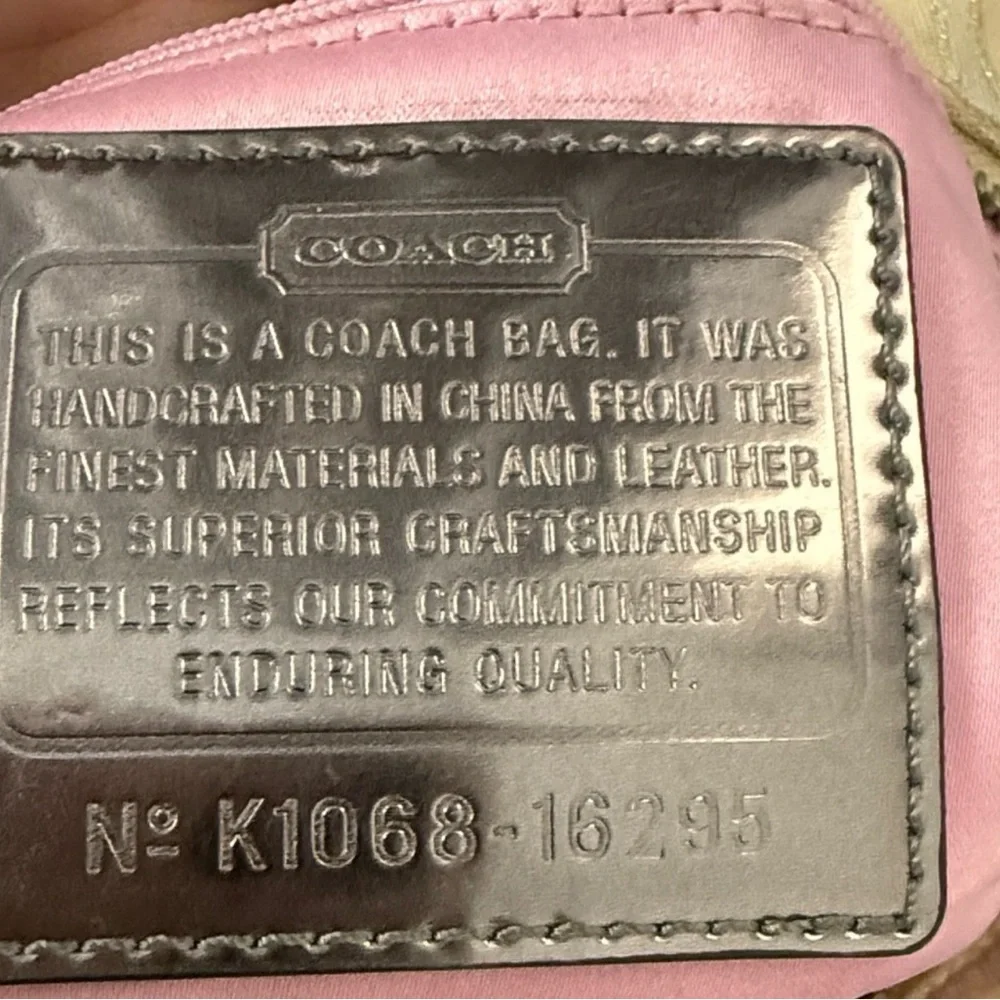 COACH
THIS IS A COACH BAG. IT WAS
HANDCRAFTED IN CHINA FROM THE
FINEST MATERIALS AND LEATHER.
ITS SUPERIOR CRAFTSMANSHIP
REFLECTS OUR COMMITMENT TO
ENDURING QUALITY.
Nº K1068-16295